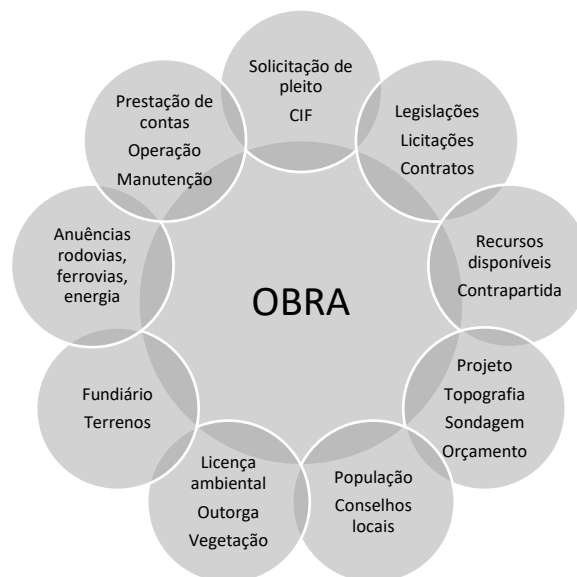 Solicitação de
pleito
CIF
Legislações
Licitações
Contratos
Recursos
disponíveis
Contrapartida
Projeto
Topografia
Sondagem
Orçamento
População
Conselhos
locais
Licença
ambiental
Outorga
Vegetação
Fundiário
Terrenos
Anuências
rodovias,
ferrovias,
energia
Prestação de
contas
Operação
Manutenção
OBRA